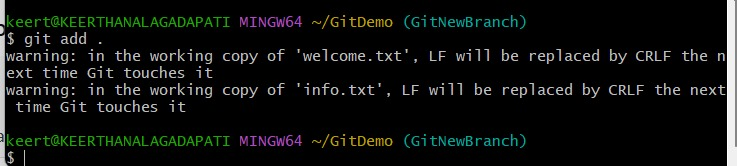 keert@KEERTHANALAGADAPATI MINGW64 ~/GitDemo (GitNewBranch)
$ git add .
warning: in the working copy of 'welcome.txt', LF will be replaced by CRLF the n
ext time Git touches it
warning: in the working copy of 'info.txt', LF will be replaced by CRLF the next
 time Git touches it
keert@KEERTHANALAGADAPATI MINGW64 ~/GitDemo (GitNewBranch)
$